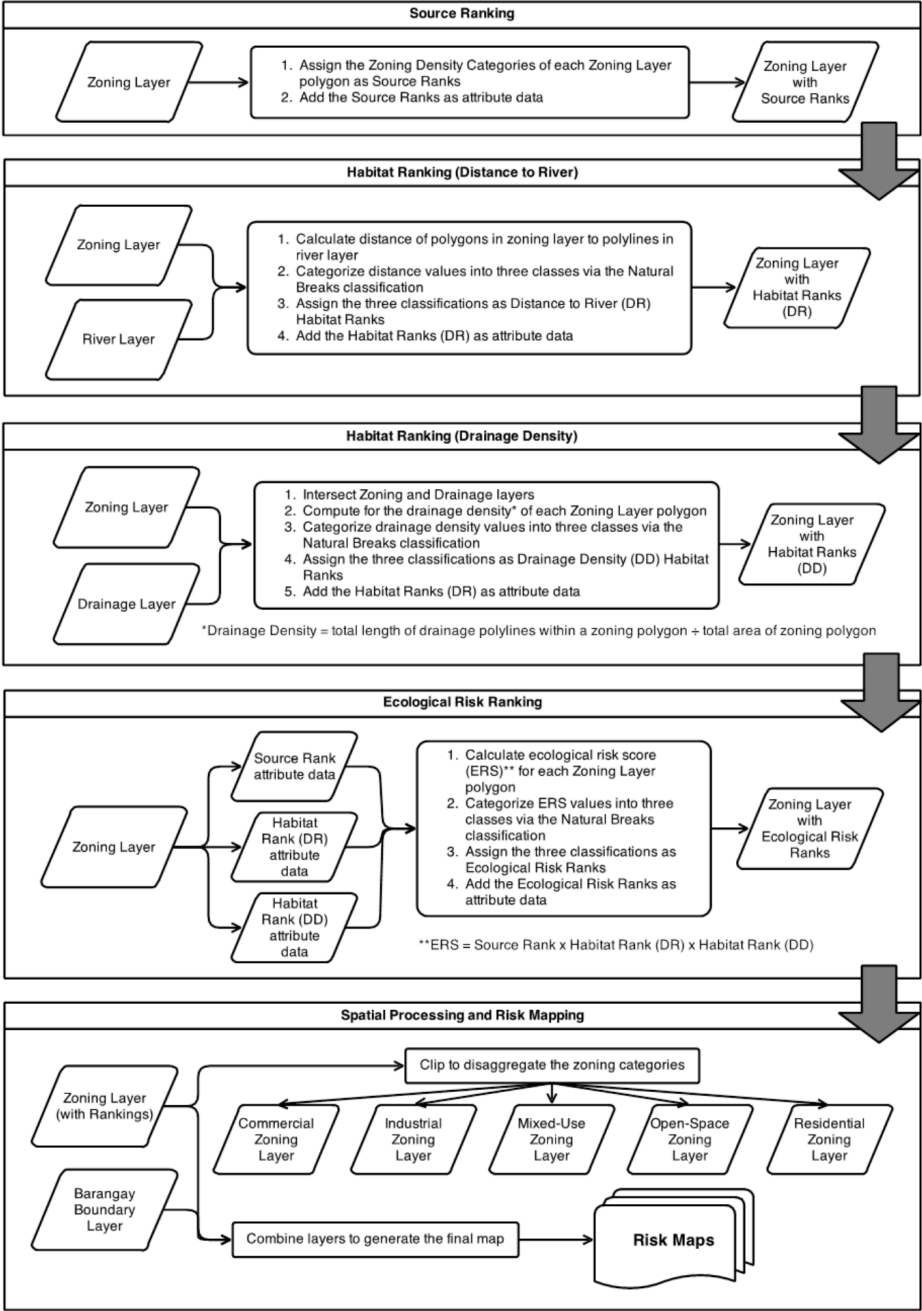 Source Ranking
Zoning Layer
1. Assign the Zoning Density Categories of each Zoning Layer
polygon as Source Ranks
2. Add the Source Ranks as attribute data
Zoning Layer
with
Source Ranks
Habitat Ranking (Distance to River)
Zoning Layer
River Layer
1. Calculate distance of polygons in zoning layer to polylines in
river layer
2. Categorize distance values into three classes via the Natural
Breaks classification
3. Assign the three classifications as Distance to River (DR)
Habitat Ranks
4. Add the Habitat Ranks (DR) as attribute data
Zoning Layer
with
Habitat Ranks
(DR)
Habitat Ranking (Drainage Density)
Zoning Layer
Drainage Layer
1. Intersect Zoning and Drainage layers
2. Compute for the drainage density* of each Zoning Layer polygon
3. Categorize drainage density values into three classes via the
Natural Breaks classification
4. Assign the three classifications as Drainage Density (DD) Habitat
Ranks
5. Add the Habitat Ranks (DR) as attribute data
Zoning Layer
with
Habitat Ranks
(DD)
*Drainage Density = total length of drainage polylines within a zoning polygon ÷ total area of zoning polygon
Ecological Risk Ranking
Zoning Layer
Source Rank
attribute data
Habitat
Rank (DR)
attribute
data
Habitat
Rank (DD)
attribute
data
1. Calculate ecological risk score
(ERS)** for each Zoning Layer
polygon
2. Categorize ERS values into three
classes via the Natural Breaks
classification
3. Assign the three classifications as
Ecological Risk Ranks
4. Add the Ecological Risk Ranks as
attribute data
Zoning Layer
with
Ecological Risk
Ranks
**ERS = Source Rank x Habitat Rank (DR) x Habitat Rank (DD)
Spatial Processing and Risk Mapping
Zoning Layer
(with Rankings)
Clip to disaggregate the zoning categories
Commercial
Zoning
Layer
Industrial
Zoning
Layer
Mixed-Use
Zoning
Layer
Open-Space
Zoning
Layer
Residential
Zoning
Layer
Barangay
Boundary
Layer
Combine layers to generate the final map
Risk Maps